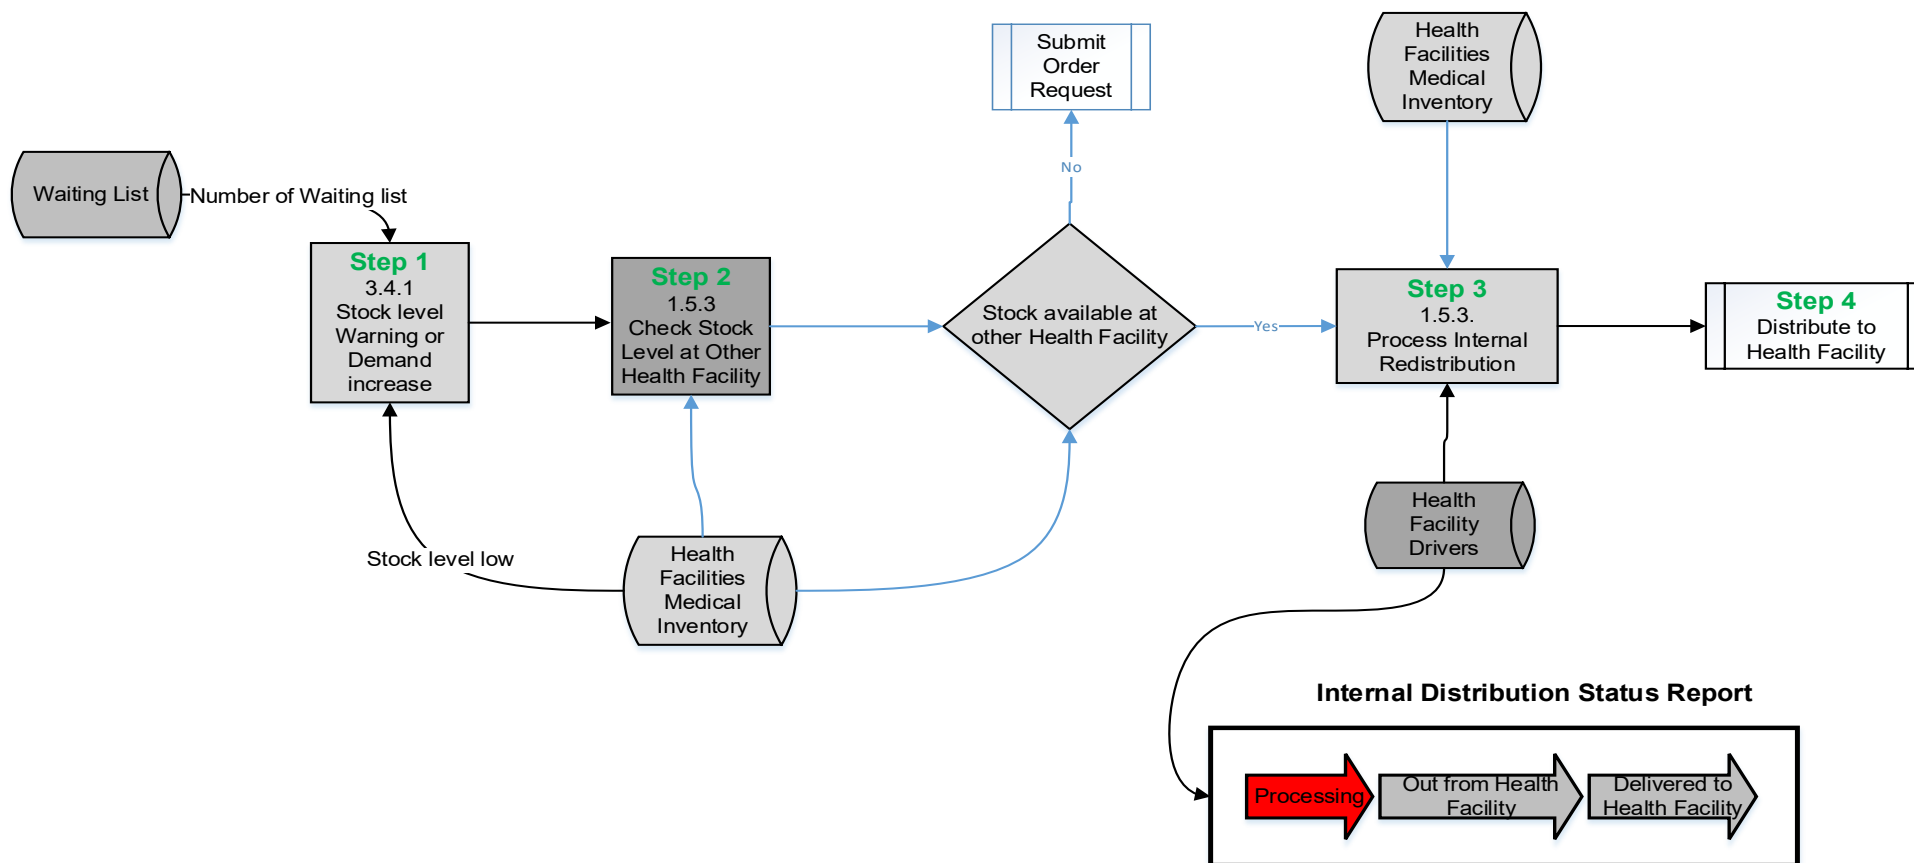 Submit
Order
Request
Health
Facilities
Medical
Inventory
No
Waiting List
Number of Waiting list
Step 1
3.4.1
Stock level
Warning or
Demand
increase
Step 2
1.5.3
Check Stock
Level at Other
Health Facility
Stock available at
other Health Facility
Yes
Step 3
1.5.3.
Process Internal
Redistribution
Step 4
Distribute to
Health Facility
Stock level low
Health
Facilities
Medical
Inventory
Health
Facility
Drivers
Internal Distribution Status Report
Processing
Out from Health
Facility
Delivered to
Health Facility